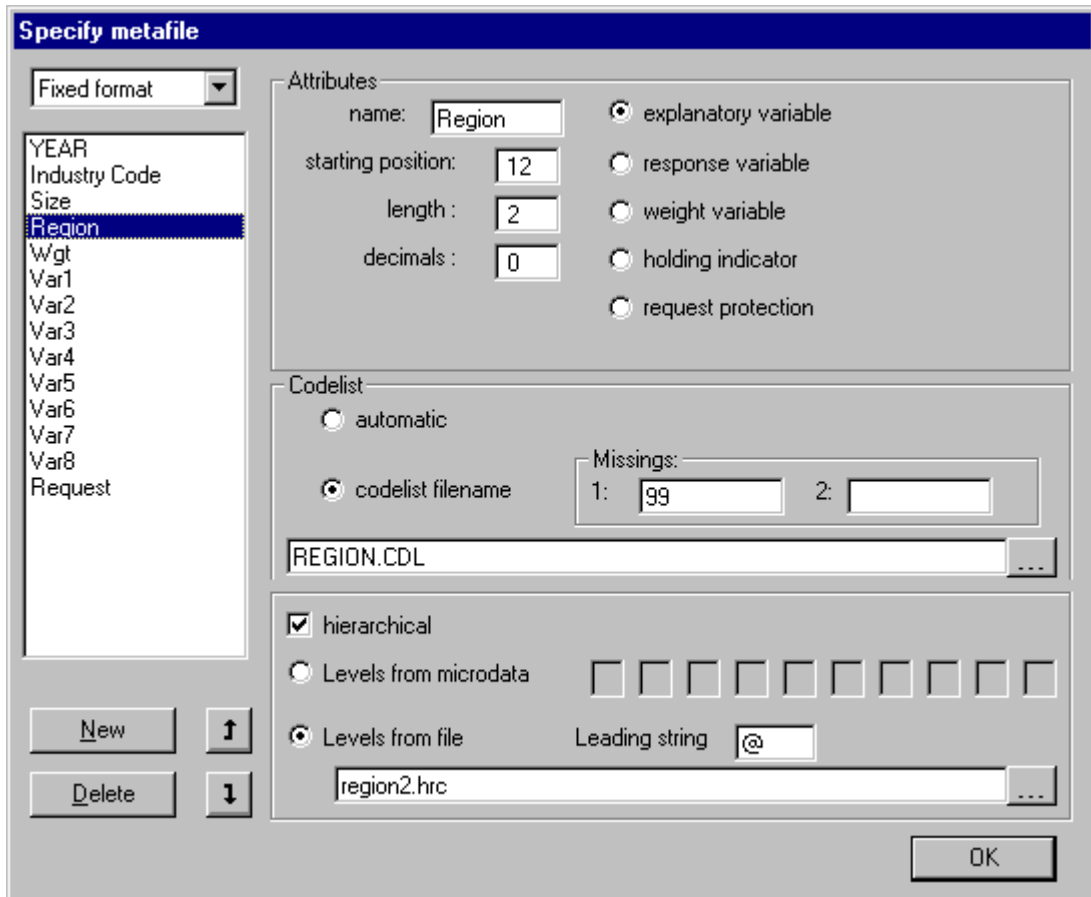 Specify metafile
Fixed format
YEAR
Industry Code
Size
Region
Wgt
Var1
Var2
Var3
Var4
Var5
Var6
Var7
Var8
Request
New
Delete
Attributes
name: Region
starting position: 12
length : 2
decimals : 0
explanatory variable
response variable
weight variable
holding indicator
request protection
Codelist
automatic
codelist filename
Missings:
1: 99 2:
REGION.CDL
...
hierarchical
Levels from microdata
Levels from file Leading string @
region2.hrc
...
OK